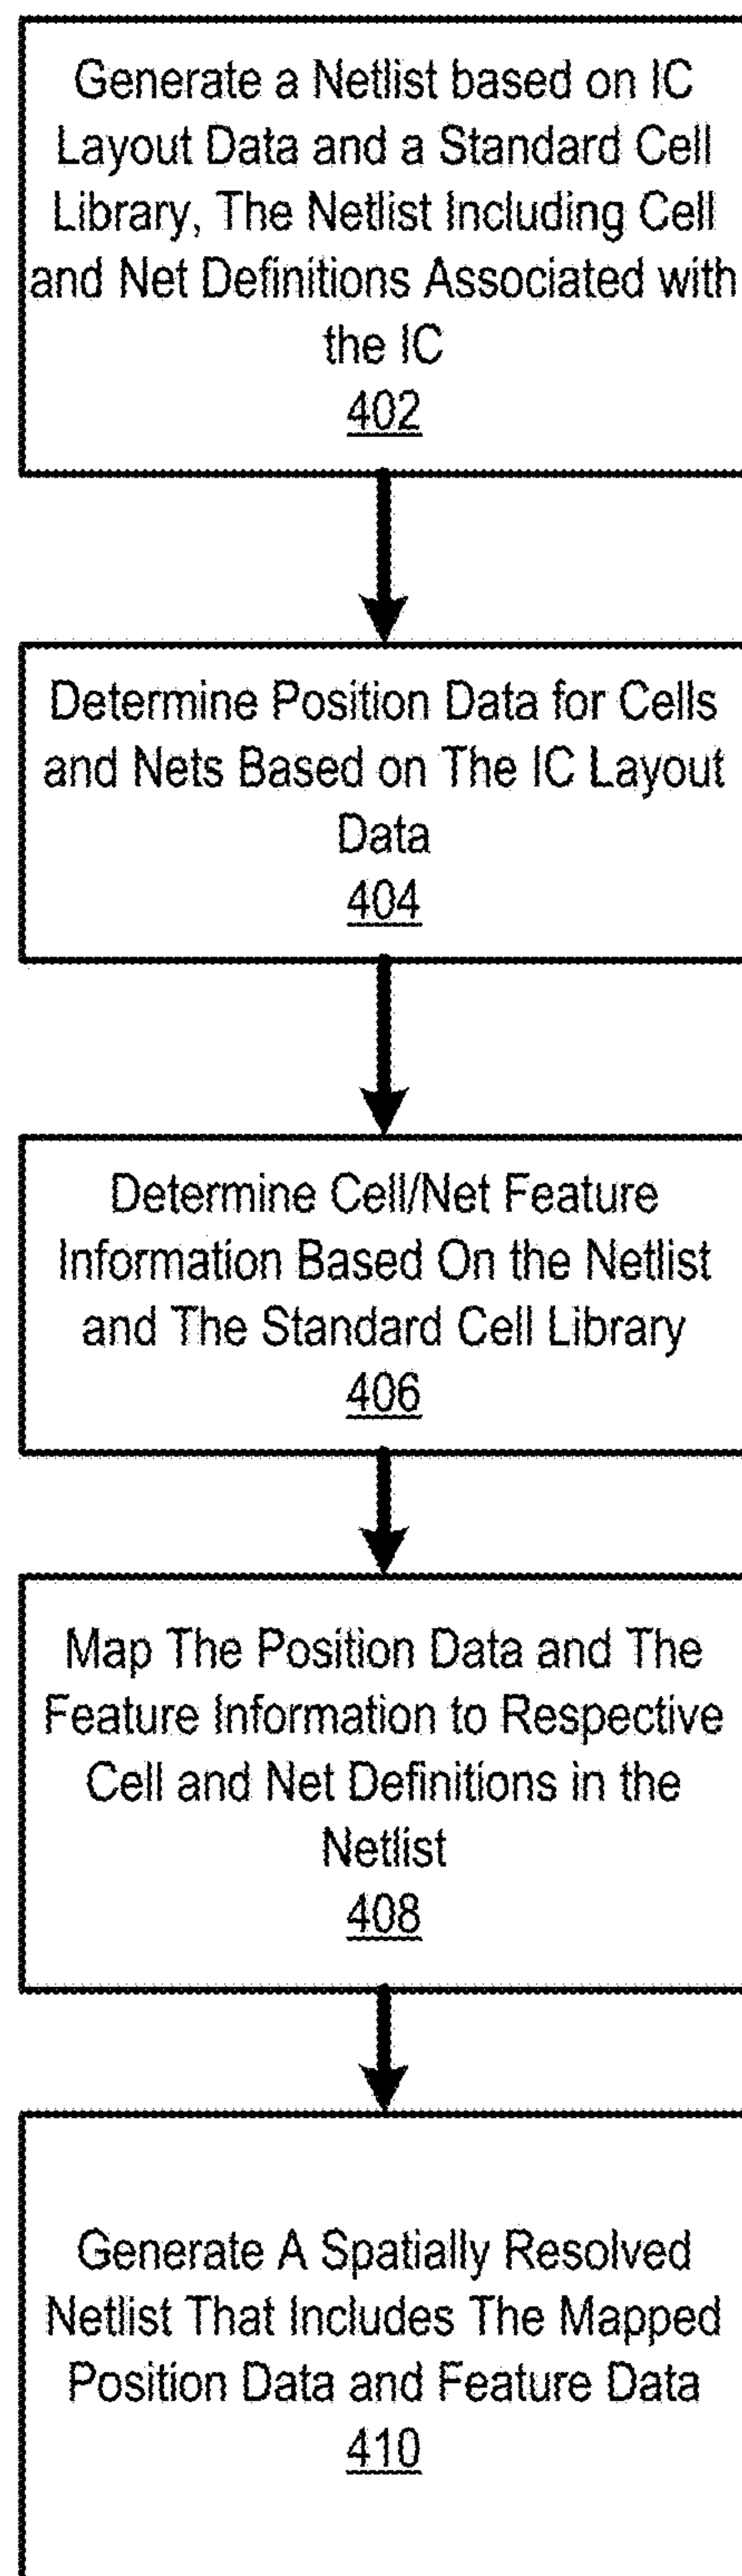 Generate a Netlist based on IC
Layout Data and a Standard Cell
Library, The Netlist Including Cell
and Net Definitions Associated with
the IC
402
Determine Position Data for Cells
and Nets Based on The IC Layout
Data
404
Determine Cell/Net Feature
Information Based On the Netlist
and The Standard Cell Library
406
Map The Position Data and The
Feature Information to Respective
Cell and Net Definitions in the
Netlist
408
Generate A Spatially Resolved
Netlist That Includes The Mapped
Position Data and Feature Data
410